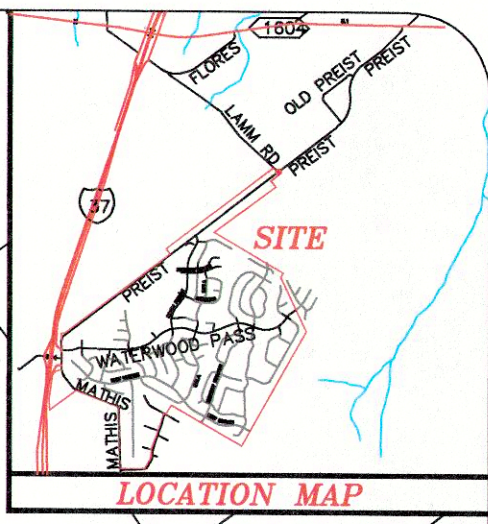 1604
FLORES
OLD PREIST
PREIST
LAMM RD
PREIST
37
SITE
PREIST
WATERWOOD PASS
MATHIS
MATHIS
LOCATION MAP